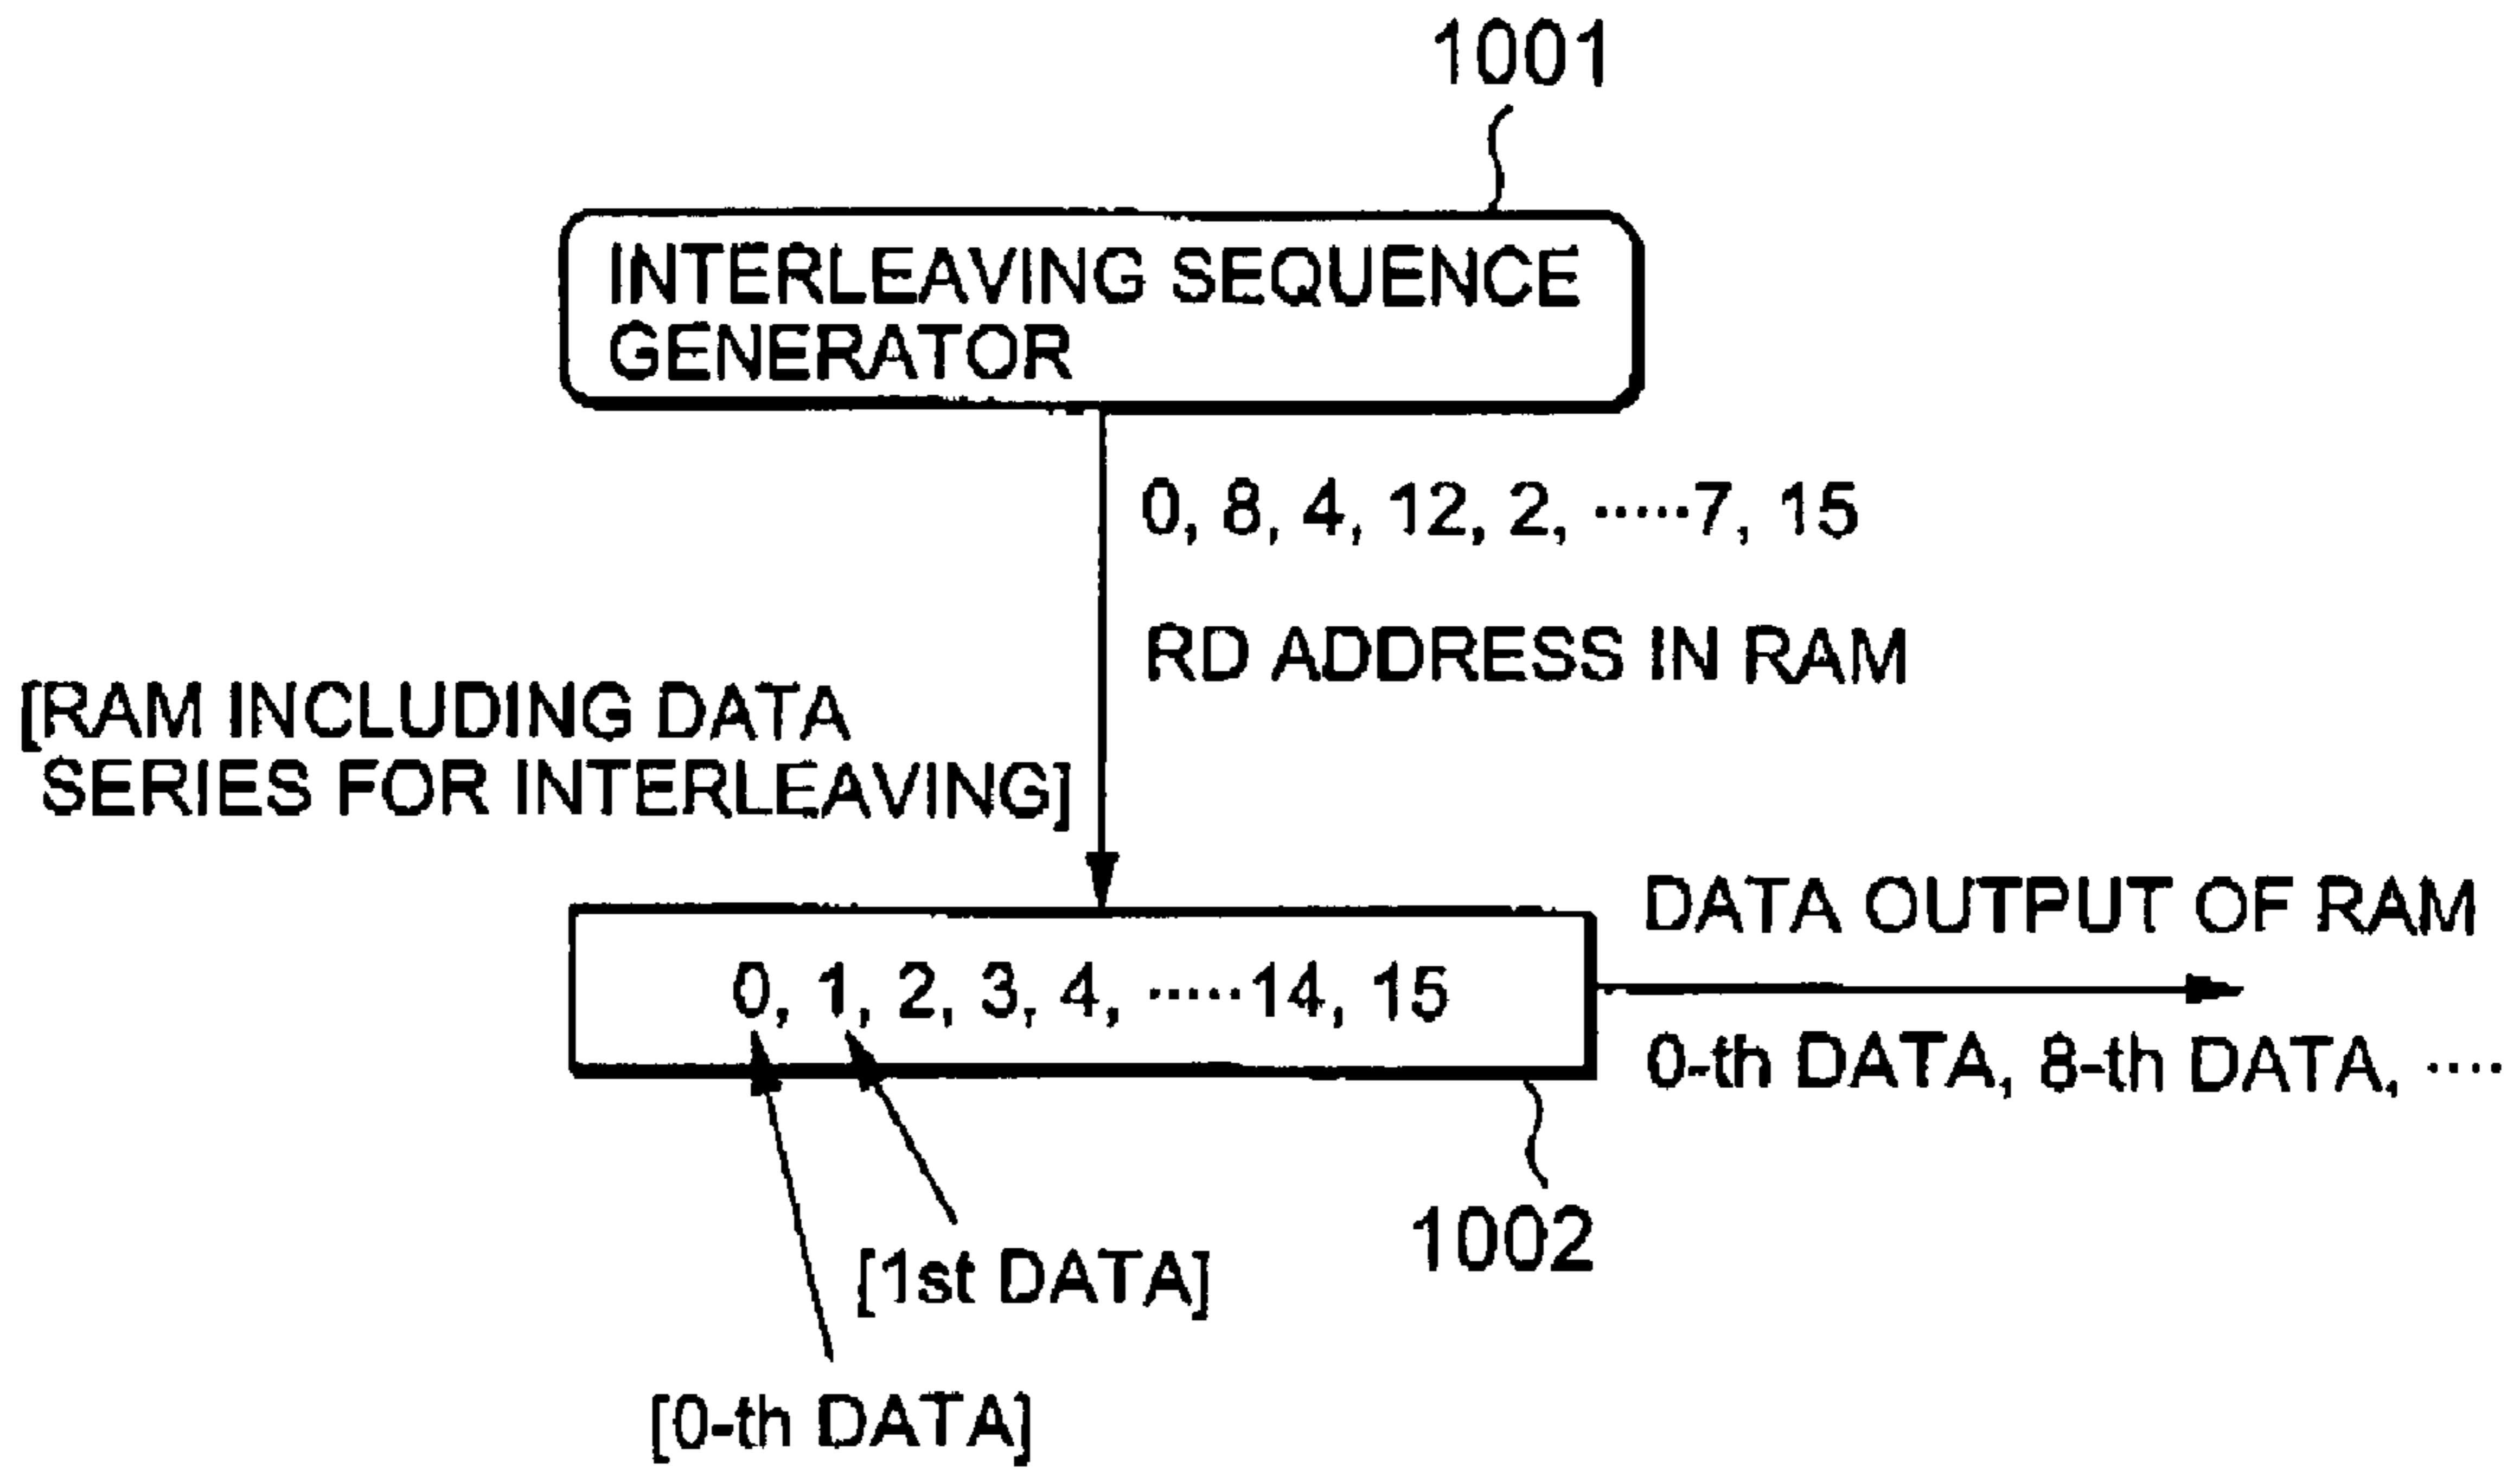 1001
INTERLEAVING SEQUENCE
GENERATOR
0, 8, 4, 12, 2, ·····7, 15
RD ADDRESS IN RAM
[RAM INCLUDING DATA
SERIES FOR INTERLEAVING]
DATA OUTPUT OF RAM
0, 1, 2, 3, 4, ·····14, 15
0-th DATA, 8-th DATA, ····
1002
[1st DATA]
[0-th DATA]